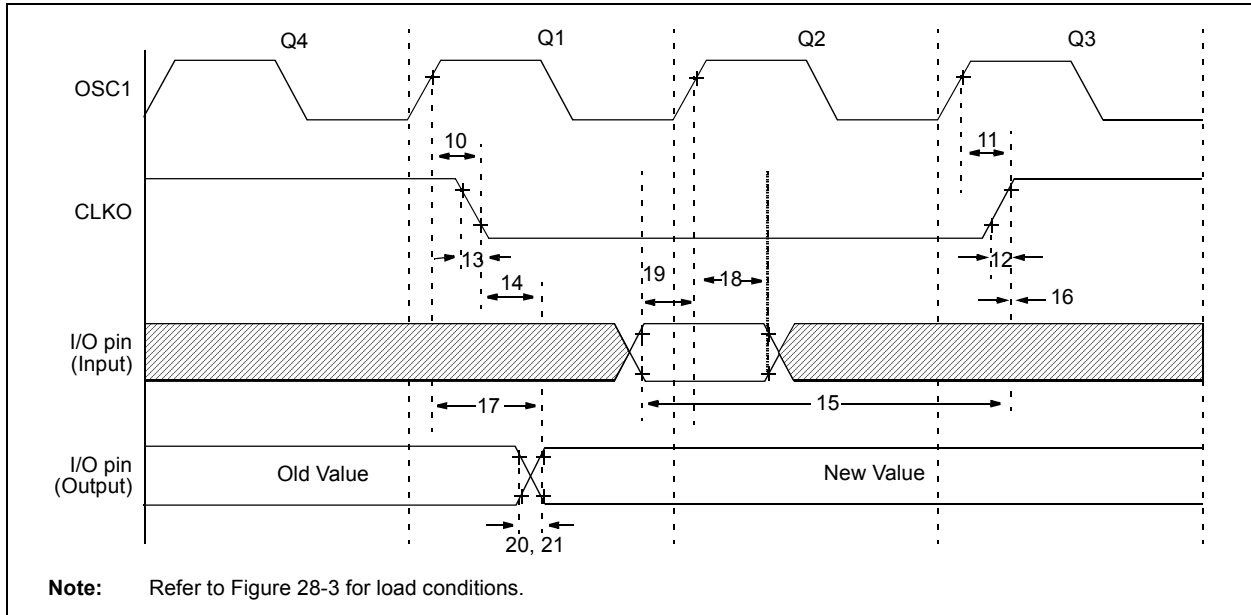 Q4 Q1 Q2 Q3
OSC1
10 11
CLKO
13 14 19 18 12
16
I/O pin
(Input)
17 15
I/O pin
(Output)
Old Value New Value
20, 21
Note: Refer to Figure 28-3 for load conditions.